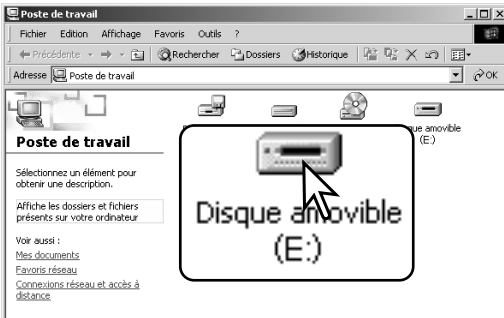 Poste de travail
Fichier Edition Affichage Favoris Outils ?
Précédente Rechercher Dossiers Historique
Adresse Poste de travail OK
Poste de travail
Sélectionnez un élément pour
obtenir une description.
Affiche les dossiers et fichiers
présents sur votre ordinateur
Voir aussi :
Mes documents
Favoris réseau
Connexions réseau et accès à
distance
amovible
(E:)
Disque amovible
(E:)